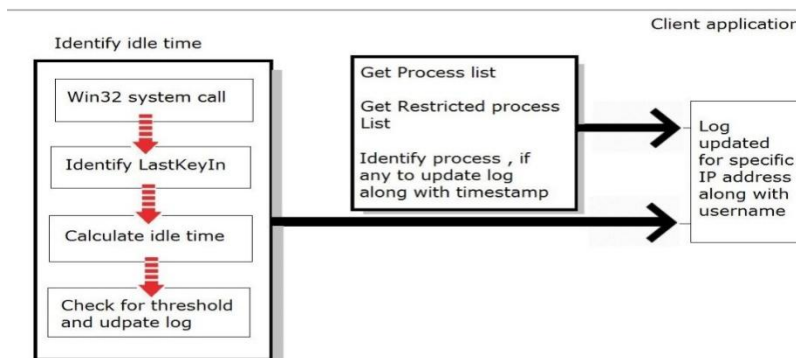 Client application
Identify idle time
Win32 system call
Identify LastKeyIn
Calculate idle time
Check for threshold
and udpate log
Get Process list
Get Restricted process
List
Identify process , if
any to update log
along with timestamp
Log
updated
for specific
IP address
along with
username